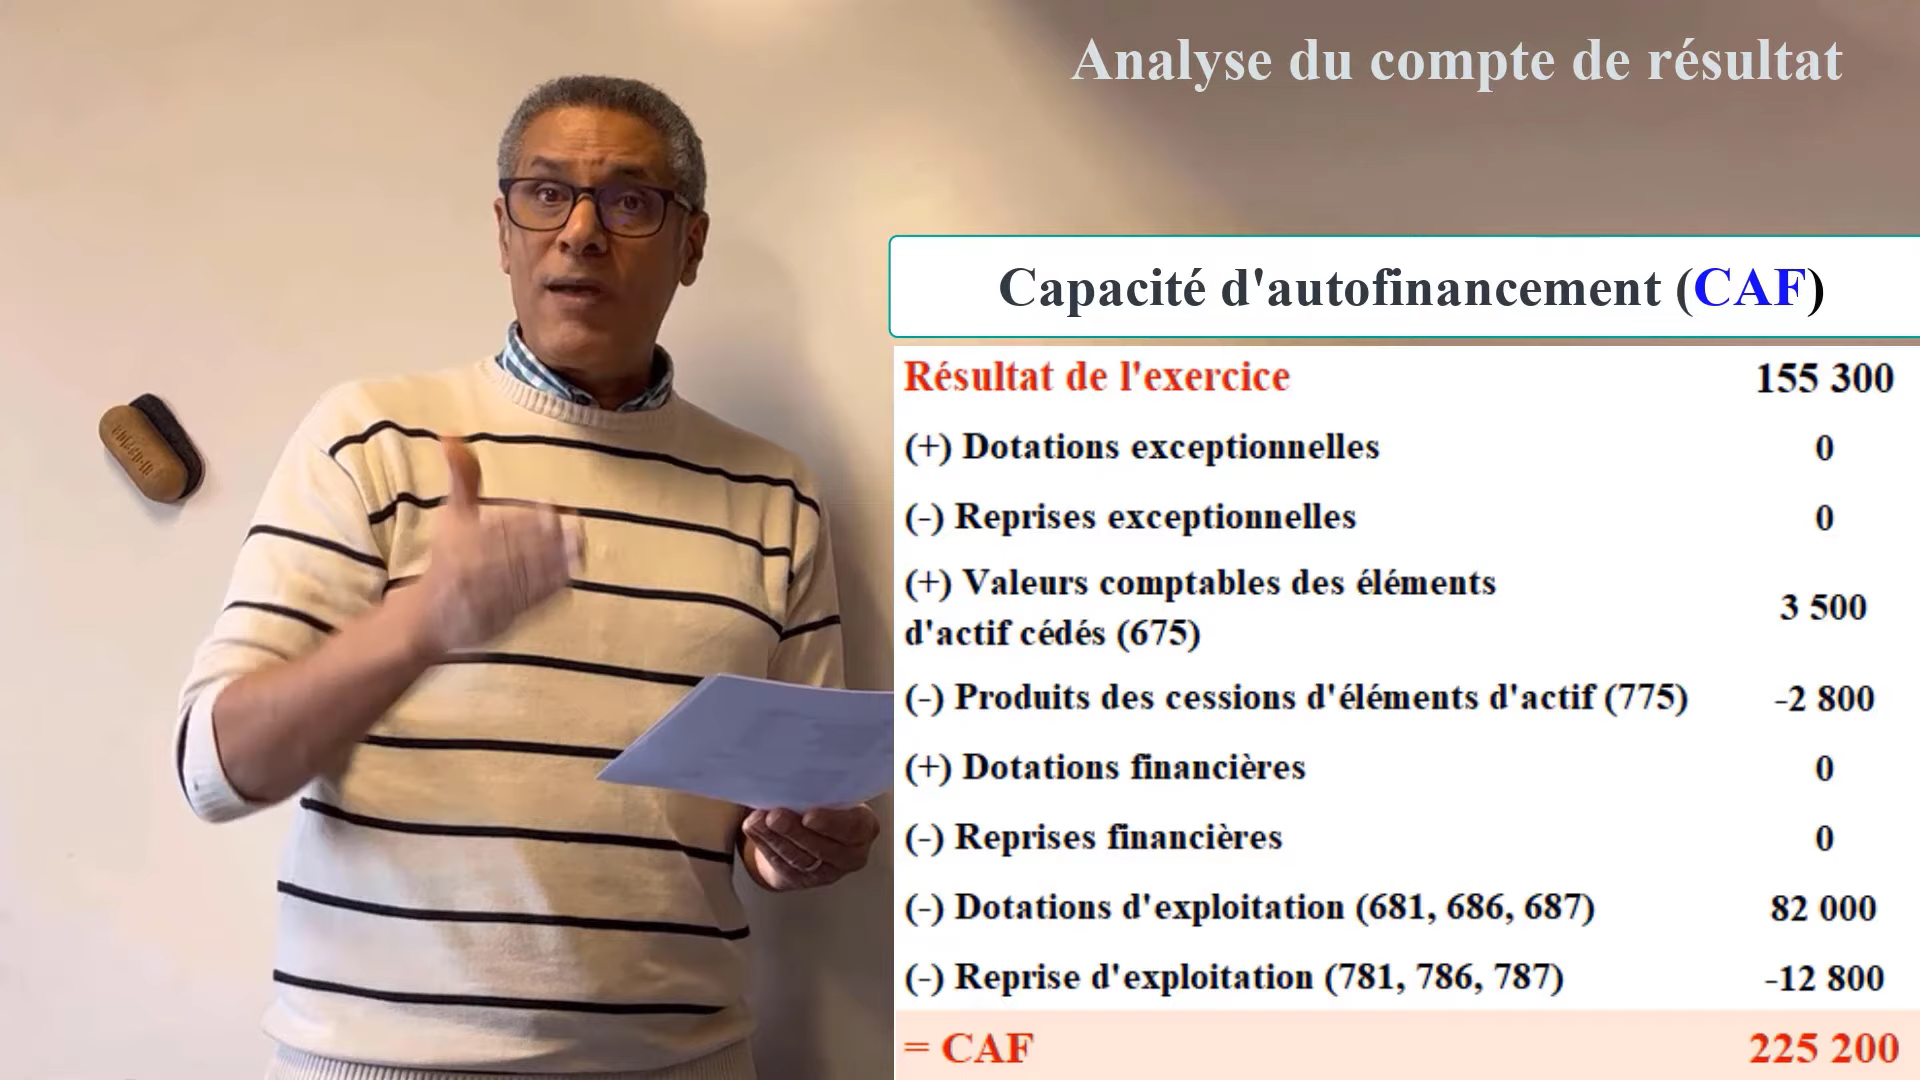 Analyse du compte de résultat
Capacité d'autofinancement (CAF)
Résultat de l'exercice 155 300
(+) Dotations exceptionnelles 0
(-) Reprises exceptionnelles 0
(+) Valeurs comptables des éléments
d'actif cédés (675) 3 500
(-) Produits des cessions d'éléments d'actif (775) -2 800
(+) Dotations financières 0
(-) Reprises financières 0
(-) Dotations d'exploitation (681, 686, 687) 82 000
(-) Reprise d'exploitation (781, 786, 787) -12 800
= CAF 225 200